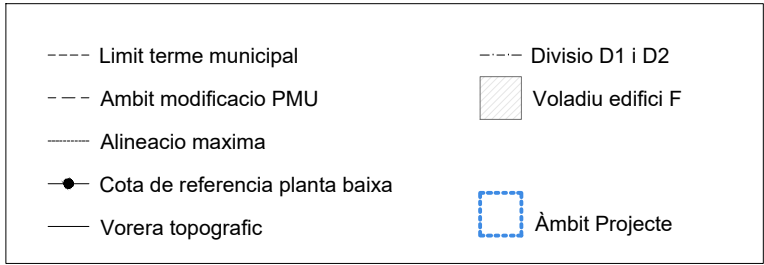 Limit terme municipal
Ambit modificacio PMU
Alineacio maxima
Cota de referencia planta baixa
Vorera topografic
Divisio D1 i D2
Voladiu edifici F
Àmbit Projecte